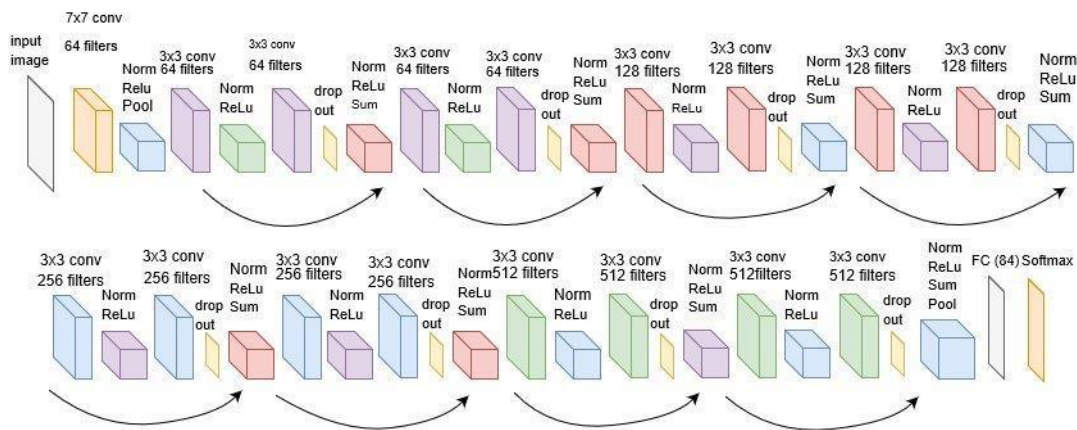 input
image
7x7 conv
64 filters
Norm
Relu
Pool
3x3 conv
64 filters
Norm
ReLu
3x3 conv
64 filters
drop
out
Norm
ReLu
Sum
3x3 conv
64 filters
Norm
ReLu
3x3 conv
64 filters
drop
out
Norm
ReLu
Sum
3x3 conv
128 filters
Norm
ReLu
3x3 conv
128 filters
drop
out
Norm
ReLu
Sum
3x3 conv
128 filters
Norm
ReLu
3x3 conv
128 filters
drop
out
Norm
ReLu
Sum
3x3 conv
256 filters
Norm
ReLu
3x3 conv
256 filters
drop
out
Norm
ReLu
Sum
3x3 conv
256 filters
Norm
ReLu
3x3 conv
256 filters
drop
out
Norm
ReLu
Sum
3x3 conv
512 filters
Norm
ReLu
3x3 conv
512 filters
drop
out
Norm
ReLu
Sum
3x3 conv
512filters
Norm
ReLu
3x3 conv
512 filters
drop
out
Norm
ReLu
Sum
Pool
FC (84)
Softmax